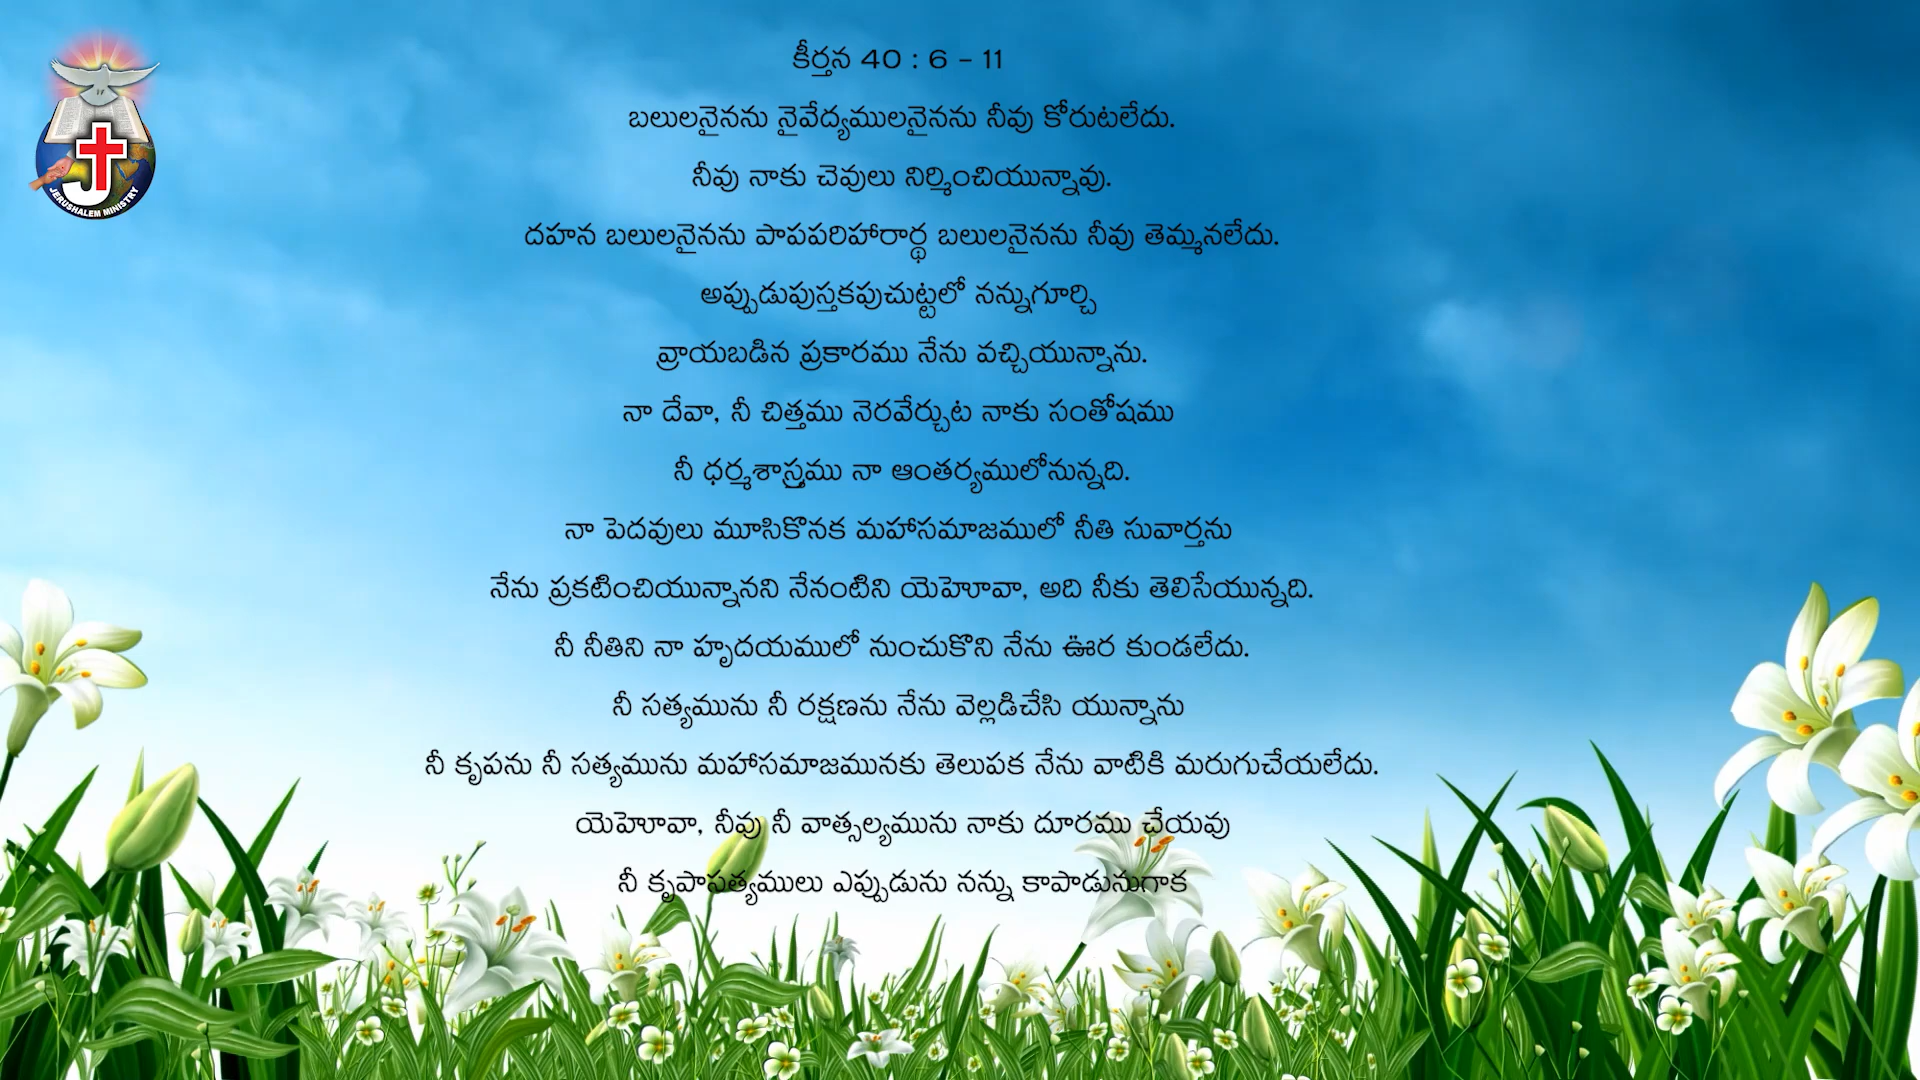 కీర్తన 40 : 6 - 11
బలులనైనను నైవేద్యములనైనను నీవు కోరుటలేదు.
నీవు నాకు చెవులు నిర్మించియున్నావు.
దహన బలులనైనను పాపపరిహారార్థ బలులనైనను నీవు తెమ్మనలేదు.
అప్పుడుపుస్తకపుచుట్టలో నన్నుగూర్చి
వ్రాయబడిన ప్రకారము నేను వచ్చియున్నాను.
నా దేవా, నీ చిత్తము నెరవేర్చుట నాకు సంతోషము
నీ ధర్మశాస్త్రము నా ఆంతర్యములోనున్నది.
నా పెదవులు మూసికొనక మహాసమాజములో నీతి సువార్తను
నేను ప్రకటించియున్నానని నేనంటిని యెహోవా, అది నీకు తెలిసేయున్నది.
నీ నీతిని నా హృదయములో నుంచుకొని నేను ఊర కుండలేదు.
నీ సత్యమును నీ రక్షణను నేను వెల్లడిచేసి యున్నాను
నీ కృపను నీ సత్యమును మహాసమాజమునకు తెలుపక నేను వాటికి మరుగుచేయలేదు.
యెహోవా, నీవు నీ వాత్సల్యమును నాకు దూరము చేయవు
నీ కృపాసత్యములు ఎప్పుడును నన్ను కాపాడునుగాక
J
JERUSHALEM MINISTRY